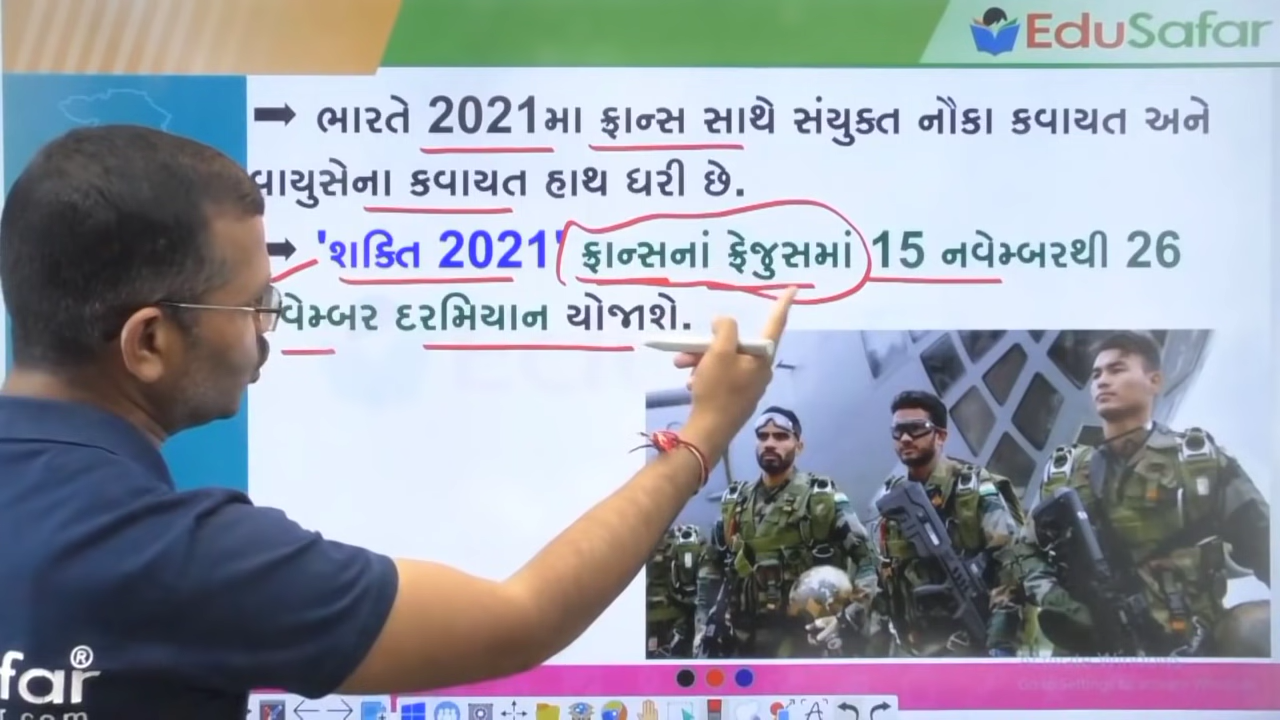 EduSafar
ભારતે 2021મા ફ્રાન્સ સાથે સંયુક્ત નૌકા કવાયત અને
વાયુસેના કવાયત હાથ ધરી છે.
'શક્તિ 2021' ફ્રાન્સનાં ફ્રેજુસમાં 15 નવેમ્બરથી 26
વેમ્બર દરમિયાન યોજાશે.
far®